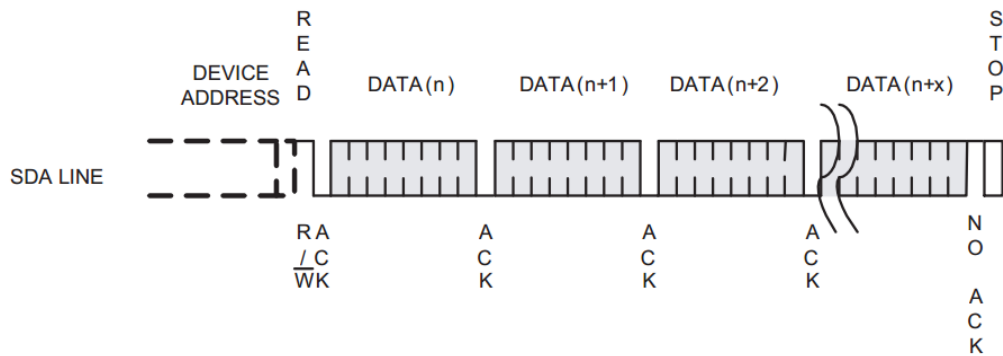 READ
STOP
DEVICE
ADDRESS
DATA(n)
DATA(n+1)
DATA(n+2)
DATA(n+x)
SDA LINE
R/W
ACK
ACK
ACK
ACK
NO ACK